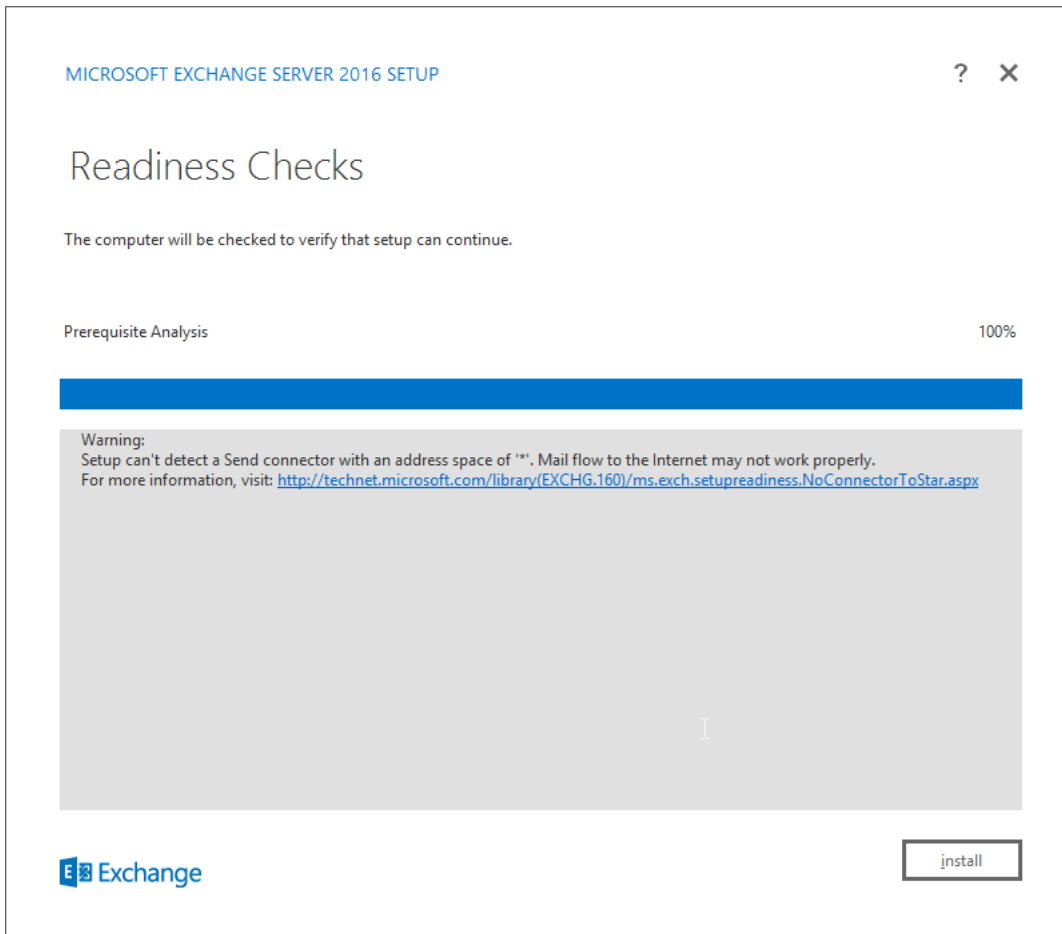 MICROSOFT EXCHANGE SERVER 2016 SETUP
?
Readiness Checks
The computer will be checked to verify that setup can continue.
Prerequisite Analysis 100%
Warning:
Setup can't detect a Send connector with an address space of '*'. Mail flow to the Internet may not work properly.
For more information, visit: http://technet.microsoft.com/library(EXCHG.160)/ms.exch.setupreadiness.NoConnectorToStar.aspx
Exchange
install